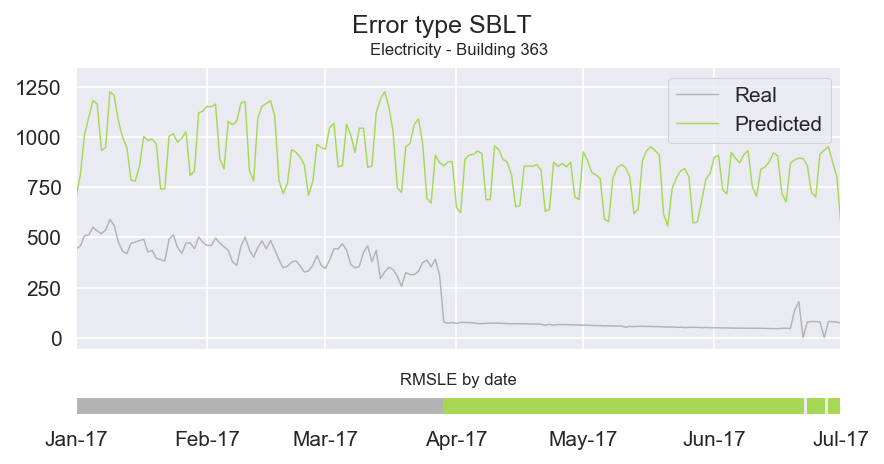 Error type SBLT
Electricity - Building 363
1250
1000
750
500
250
0
Real
Predicted
RMSLE by date
Jan-17 Feb-17 Mar-17 Apr-17 May-17 Jun-17 Jul-17